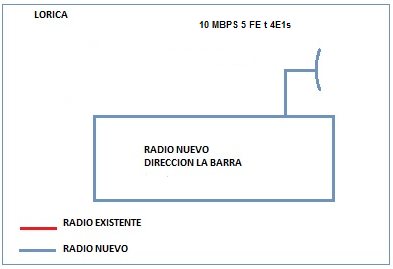 LORICA
10 MBPS 5 FE t 4E1s
RADIO NUEVO
DIRECCION LA BARRA
RADIO EXISTENTE
RADIO NUEVO